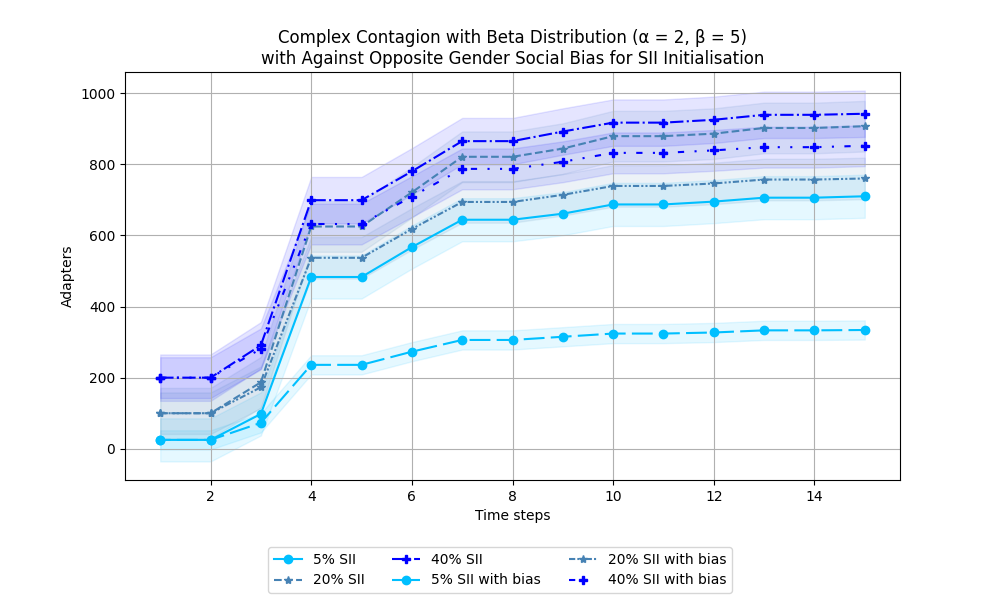 Complex Contagion with Beta Distribution (α = 2, β = 5)
with Against Opposite Gender Social Bias for SII Initialisation
1000
800
600
400
200
0
Adapters
2 4 6 8 10 12 14
Time steps
5% SII
20% SII
40% SII
5% SII with bias
20% SII with bias
40% SII with bias